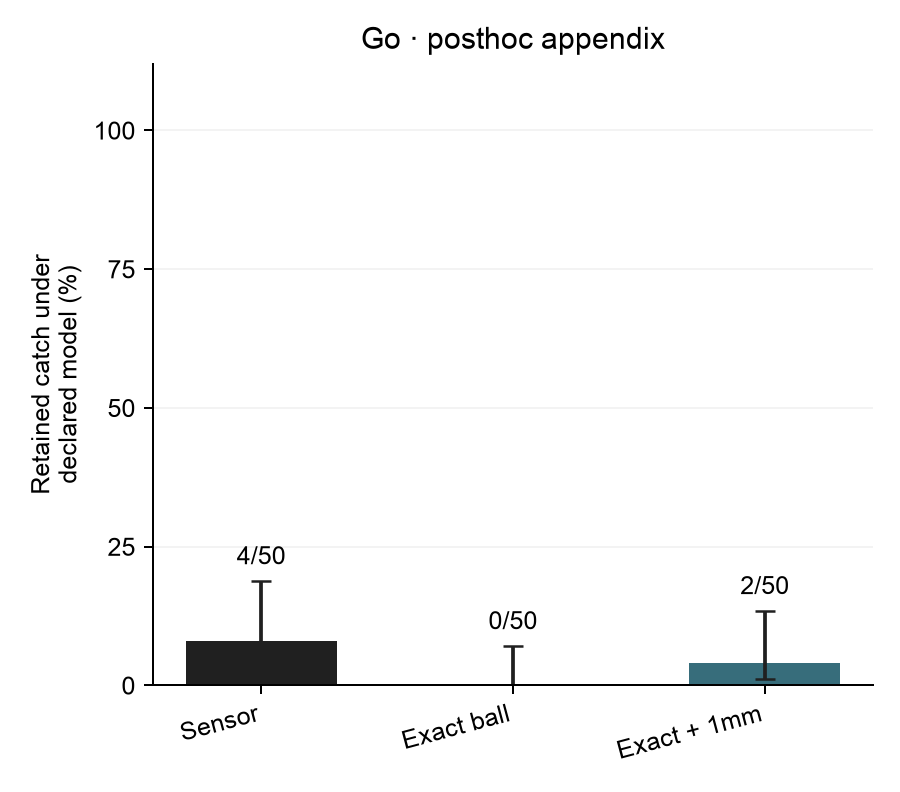 Go · posthoc appendix
Retained catch under
declared model (%)
100
75
50
25
0
4/50
0/50
2/50
Sensor
Exact ball
Exact + 1mm